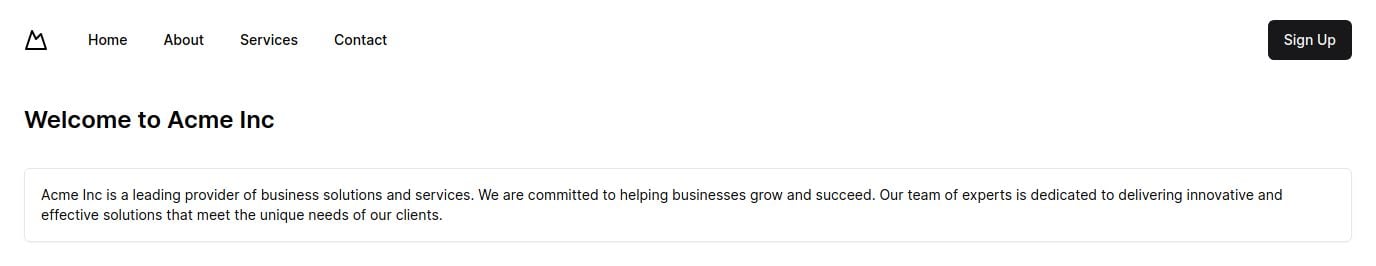 Home About Services Contact Sign Up
Welcome to Acme Inc
Acme Inc is a leading provider of business solutions and services. We are committed to helping businesses grow and succeed. Our team of experts is dedicated to delivering innovative and
effective solutions that meet the unique needs of our clients.